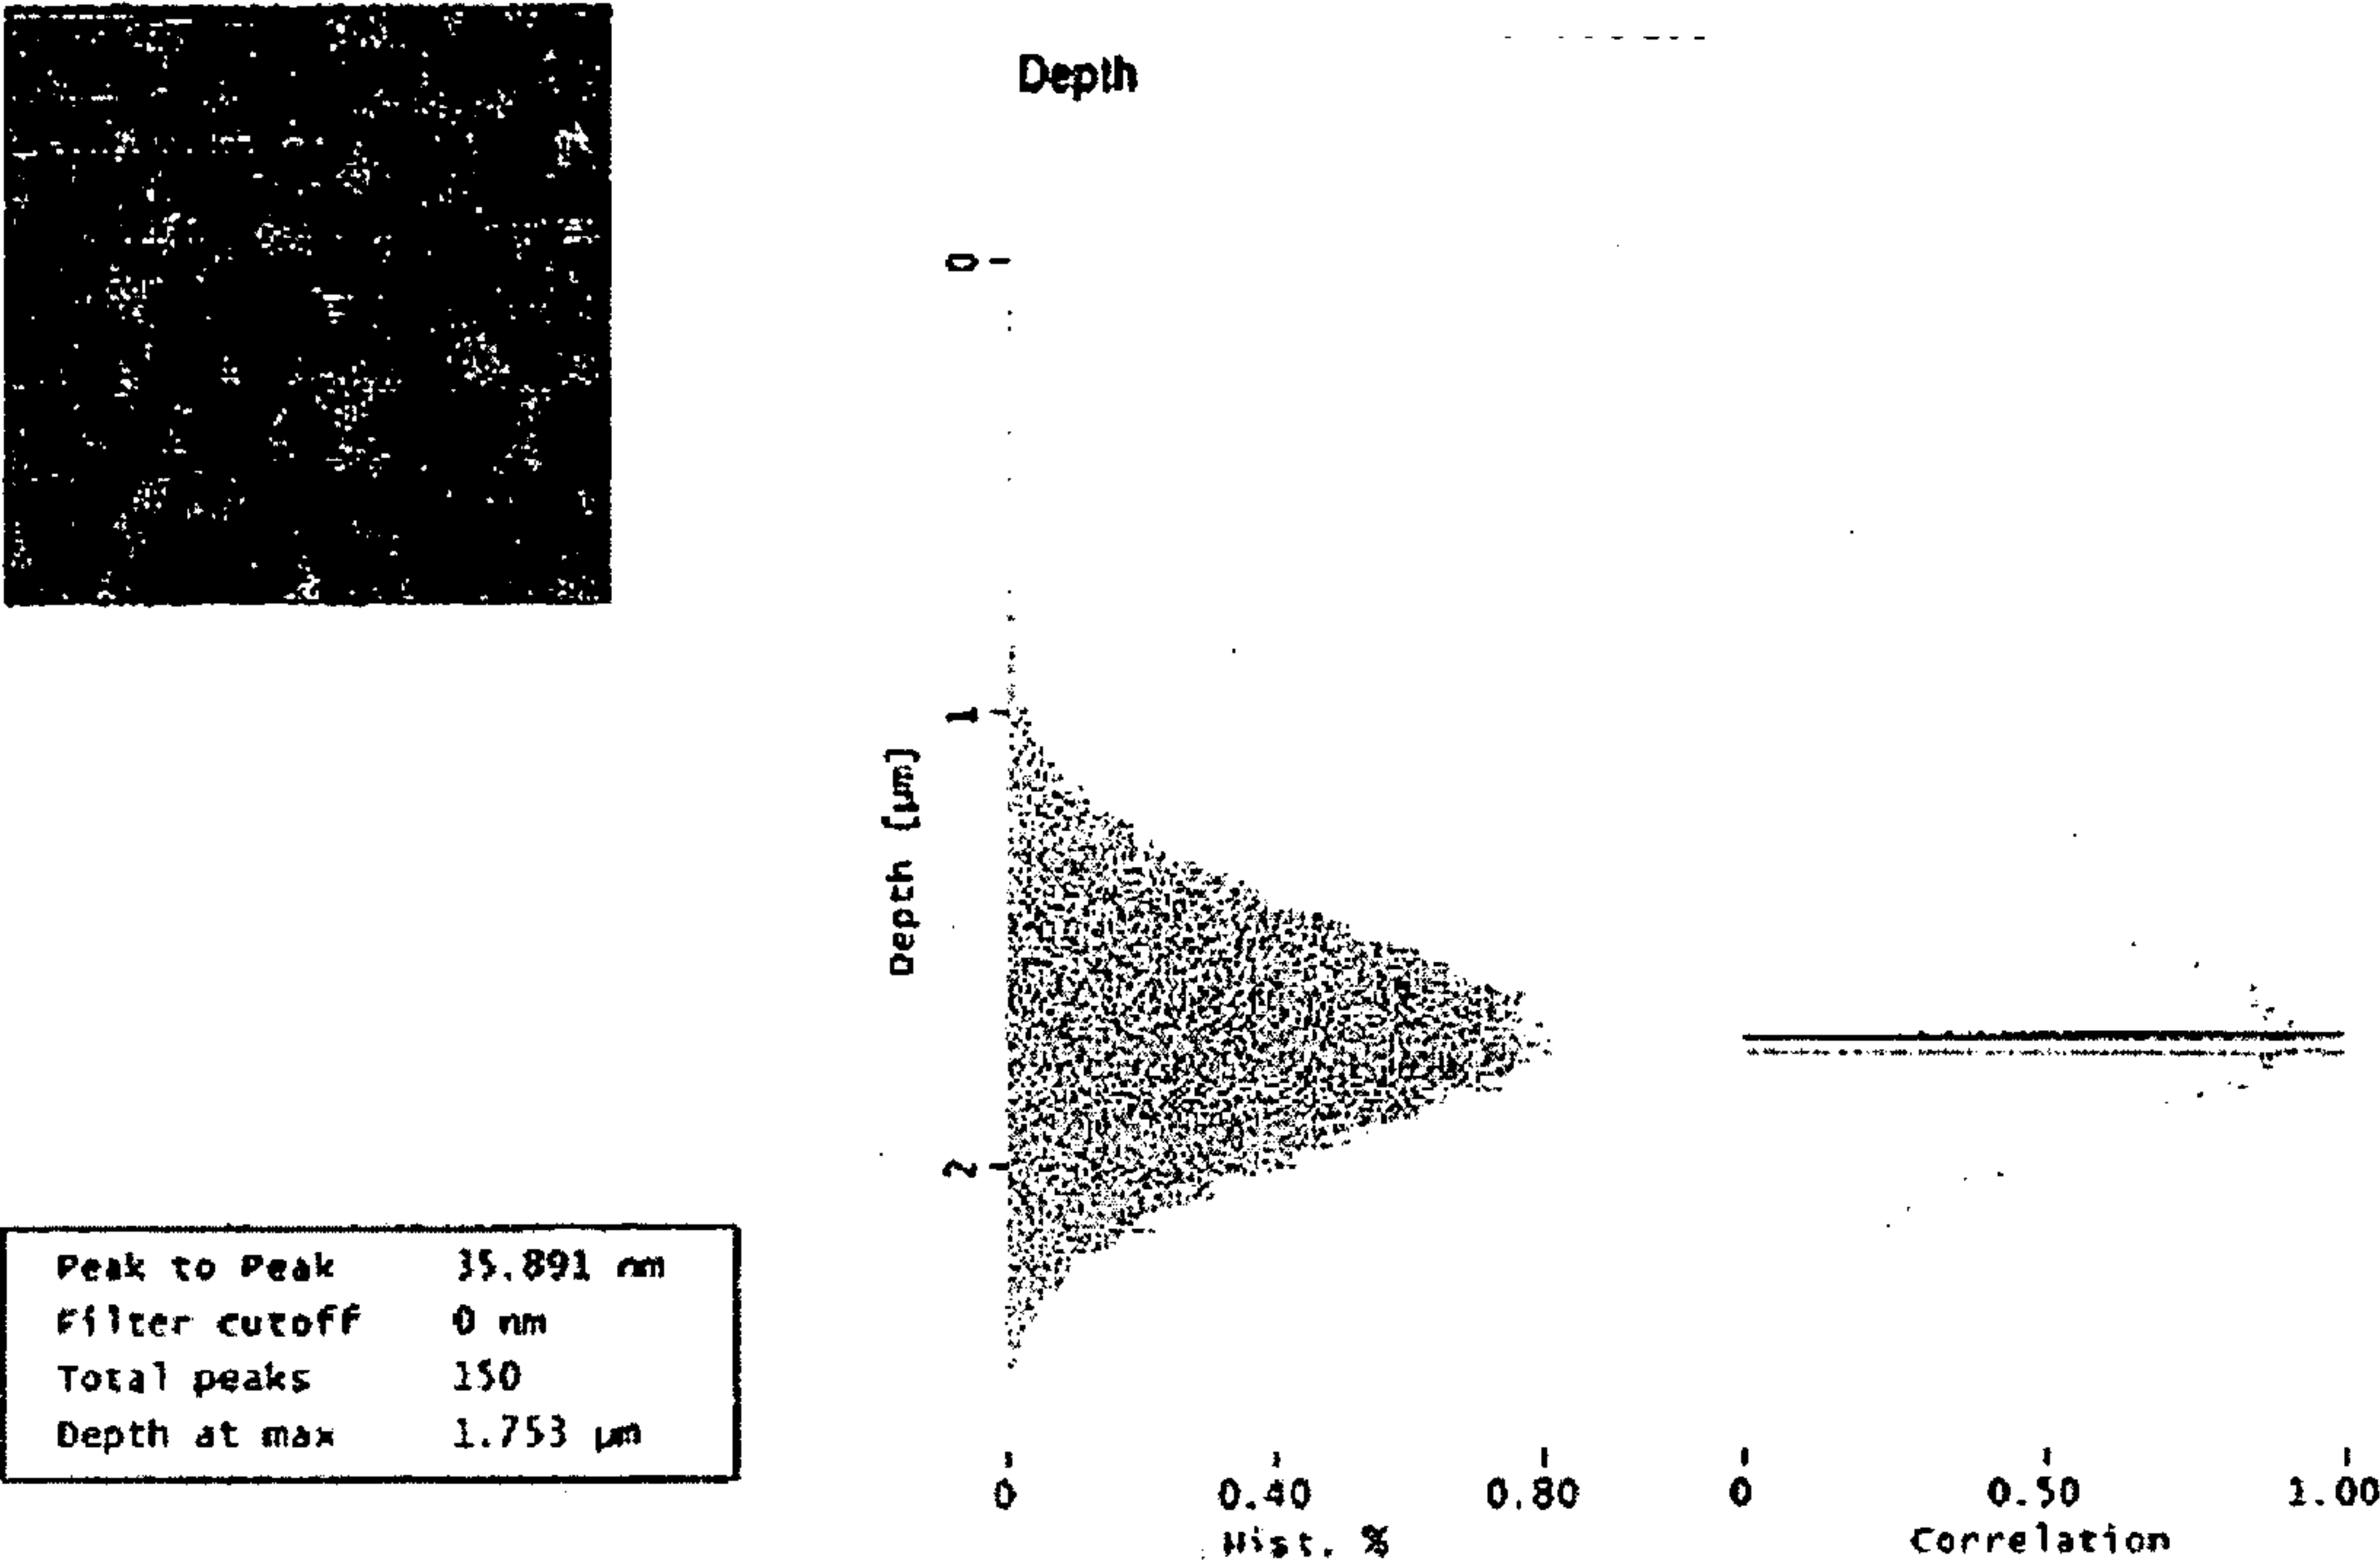 Depth
0
1
Depth [µm]
2
Peak to Peak 35.891 nm
Filter cutoff 0 nm
Total peaks 150
Depth at max 1.753 µm
0 0.40 0.80 0 0.50 1.00
Hist. % Correlation